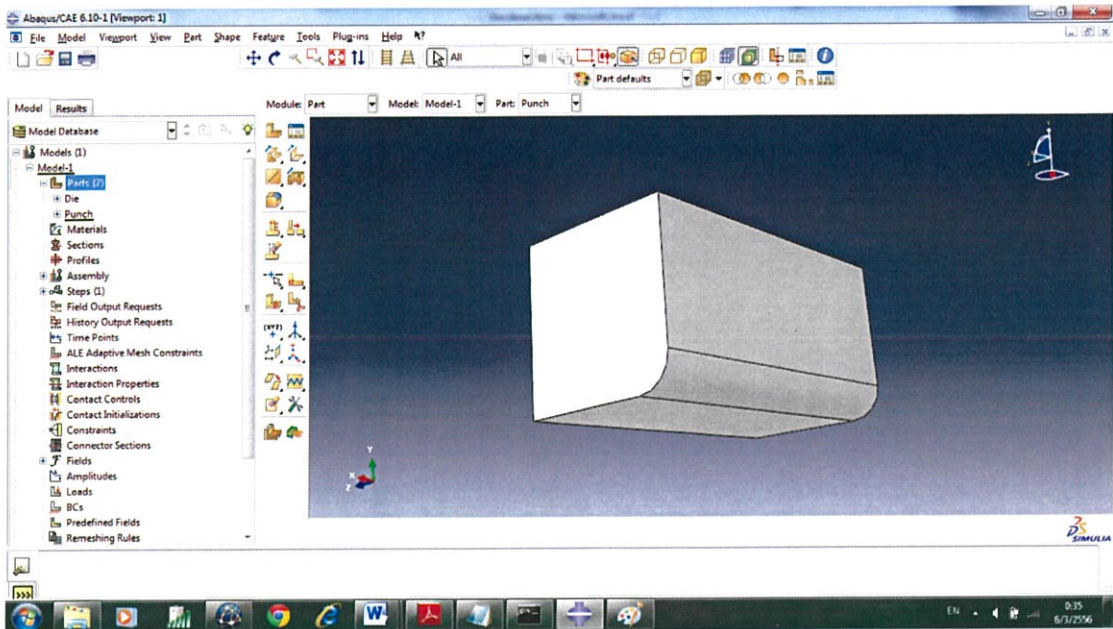 Abaqus/CAE 6.10-1 [Viewport: 1]
File Model Viewport View Part Shape Feature Tools Plug-ins Help
All
Part defaults
Model Results
Module: Part Model: Model-1 Part: Punch
Model Database
Models (1)
Model-1
Parts (2)
Die
Punch
Materials
Sections
Profiles
Assembly
Steps (1)
Field Output Requests
History Output Requests
Time Points
ALE Adaptive Mesh Constraints
Interactions
Interaction Properties
Contact Controls
Contact Initializations
Constraints
Connector Sections
Fields
Amplitudes
Loads
BCs
Predefined Fields
Remeshing Rules
(XYZ)
Y
X
Z
SIMULIA
>>>
EN
0:35
6/3/2556